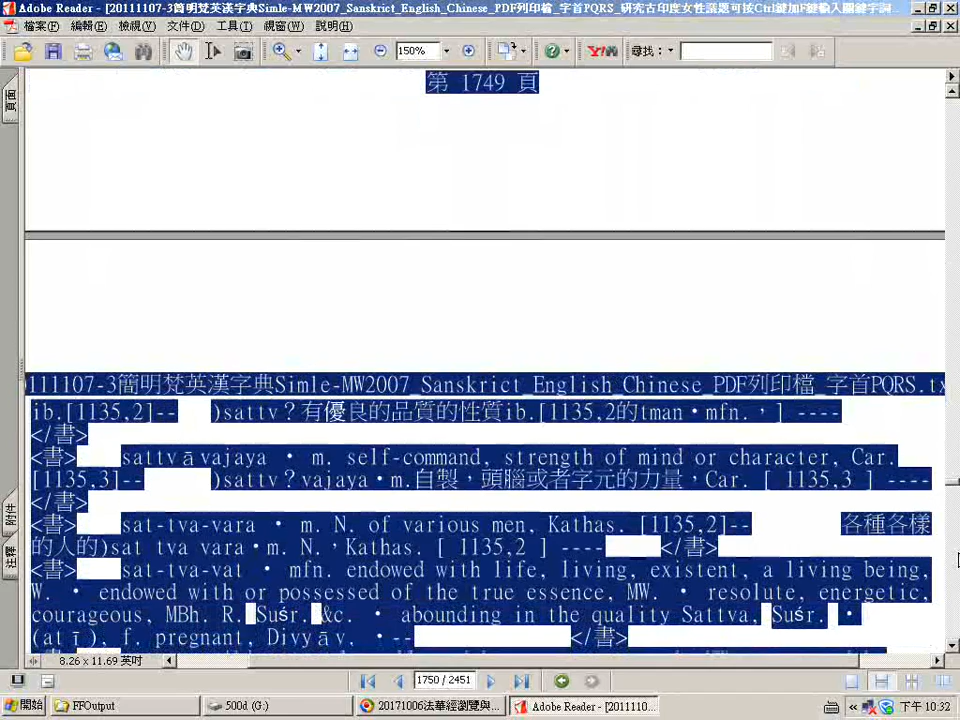 Adobe Reader - [20111107-3簡明梵英漢字典Simle-MW2007_Sanskrict_English_Chinese_PDF列印檔_字首PQRS_研究古印度女性議題可按Ctrl鍵加F鍵輸入關鍵字詞...
檔案(F) 編輯(E) 檢視(V) 文件(D) 工具(T) 視窗(W) 說明(H)
150% Y! 尋找:
頁面
第 1749 頁
111107-3簡明梵英漢字典Simle-MW2007_Sanskrict_English_Chinese_PDF列印檔_字首PQRS.tx
ib.[1135,2]-- )sattv？有優良的品質的性質ib.[1135,2的tman·mfn.，] ----
</書>
<書> sattvāvajaya · m. self-command, strength of mind or character, Car.
[1135,3]-- )sattv？vajaya·m.自製，頭腦或者字元的力量，Car. [ 1135,3 ] ----
</書>
<書> sat-tva-vara · m. N. of various men, Kathas. [1135,2]-- 各種各樣
的人的)sat tva vara·m. N.，Kathas. [ 1135,2 ] ---- </書>
<書> sat-tva-vat · mfn. endowed with life, living, existent, a living being,
W. · endowed with or possessed of the true essence, MW. · resolute, energetic,
courageous, MBh. R. Suśr. &c. · abounding in the quality Sattva, Suśr. ·
(atī), f. pregnant, Divyāv, ·-- </書>
附件
注釋
8.26 x 11.69 英吋
1750 / 2451
開始 FFOutput 500d (G:) 20171006法華經瀏覽與... Adobe Reader - [2011110... 下午 10:32